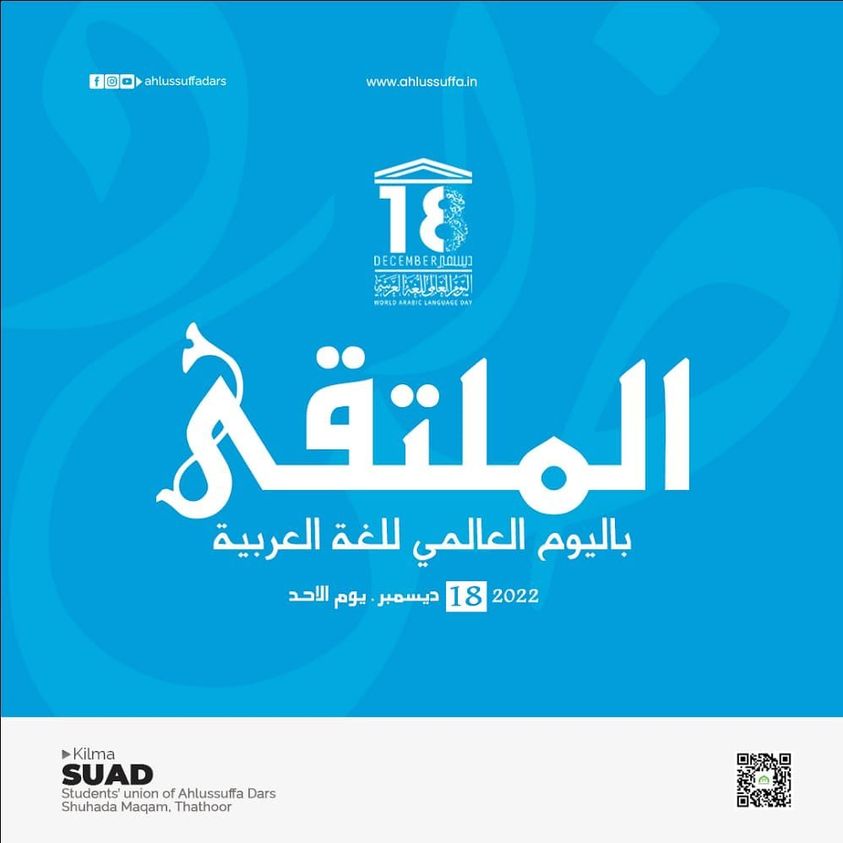 ahlussuffadars
www.ahlussuffa.in
18
DECEMBER ديسمبر
اليوم العالمي للغة العربية
WORLD ARABIC LANGUAGE DAY
الملتقى
باليوم العالمي للغة العربية
2022 18 ديسمبر . يوم الاحد
Kilma
SUAD
Students' union of Ahlussuffa Dars
Shuhada Maqam, Thathoor